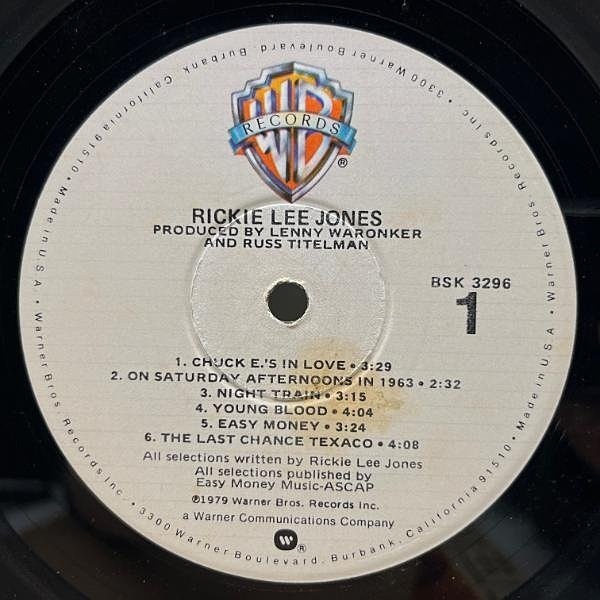 Made in U.S.A. • Warner Bros. Records Inc. • 3300 Warner Boulevard, Burbank, California 91510 • Made in U.S.A. • Warner Bros. Records Inc. • 3300 Warner Boulevard, Burbank, California 91510 •
WB
RECORDS
®
RICKIE LEE JONES
PRODUCED BY LENNY WARONKER
AND RUSS TITELMAN
BSK 3296
1
1. CHUCK E.'S IN LOVE • 3:29
2. ON SATURDAY AFTERNOONS IN 1963 • 2:32
3. NIGHT TRAIN • 3:15
4. YOUNG BLOOD • 4:04
5. EASY MONEY • 3:24
6. THE LAST CHANCE TEXACO • 4:08
All selections written by Rickie Lee Jones
All selections published by
Easy Money Music-ASCAP
℗1979 Warner Bros. Records Inc.
a Warner Communications Company
W®